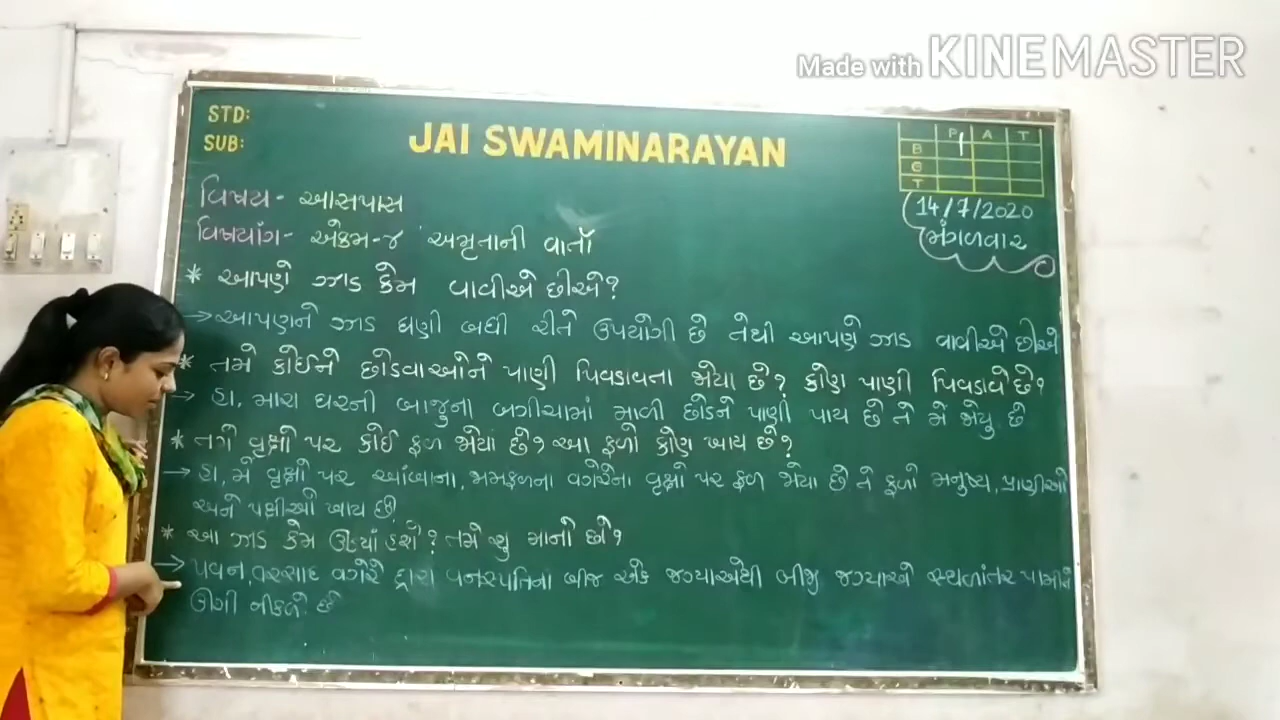 Made with KINEMASTER
STD:
SUB:
JAI SWAMINARAYAN
P A T
B
G
T
14/7/2020
મંગળવાર
વિષય - આસપાસ
વિષયાંગ - એકમ-૪ અમૃતાની વાર્તા
* આપણે ઝાડ કેમ વાવીએ છીએ?
→ આપણને ઝાડ ઘણી બધી રીતે ઉપયોગી છે તેથી આપણે ઝાડ વાવીએ છીએ
* તમે કોઈને છોડવાઓને પાણી પિવડાવતા જોયા છે? કોણ પાણી પિવડાવે છે?
→ હા, મારા ઘરની બાજુના બગીચામાં માળી છોડને પાણી પાય છે તે મેં જોયુ છે
* તમે વૃક્ષો પર કોઈ ફળ જોયાં છે? આ ફળો કોણ ખાય છે?
→ હા, મેં વૃક્ષો પર આંબાના, જામફળના વગેરેના વૃક્ષો પર ફળ જોયા છે. તે ફળો મનુષ્ય, પ્રાણીઓ
અને પક્ષીઓ ખાય છે.
* આ ઝાડ કેમ ઊગ્યાં હશે? તમે શુ માનો છો?
→ પવન, વરસાદ વગેરે દ્વારા વનસ્પતિના બીજ એક જગ્યાએથી બીજી જગ્યાએ સ્થળાંતર પામીને
ઊગી નીકળે છે